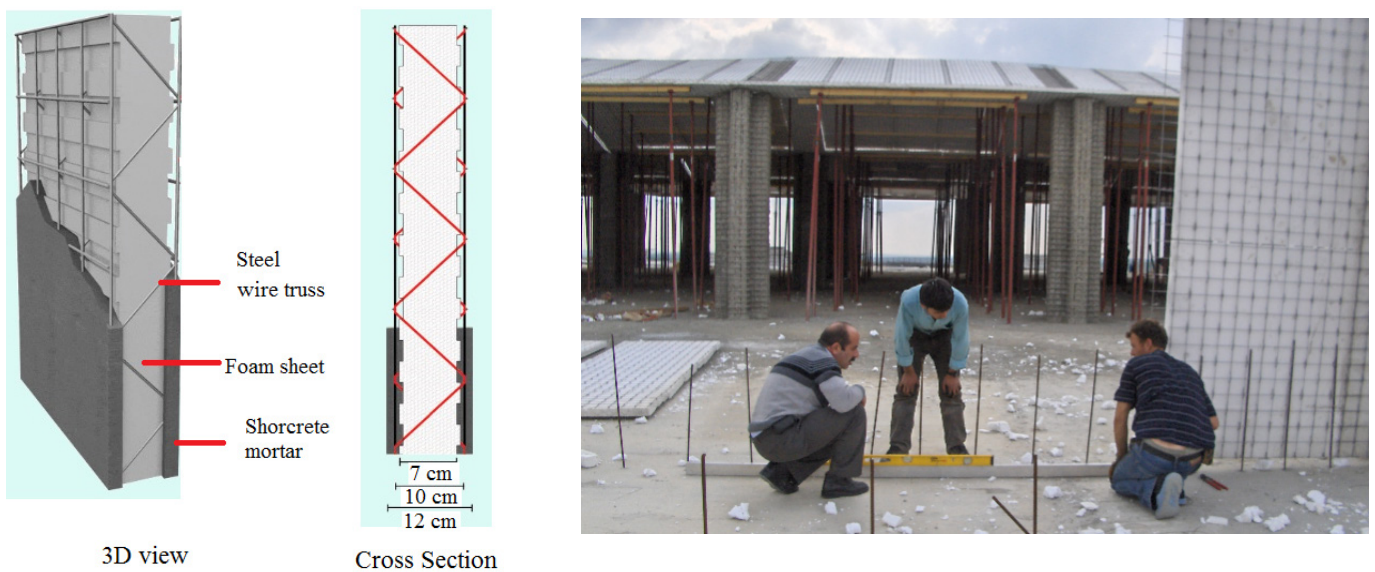 Steel
wire truss
Foam sheet
Shorcrete
mortar
7 cm
10 cm
12 cm
3D view
Cross Section